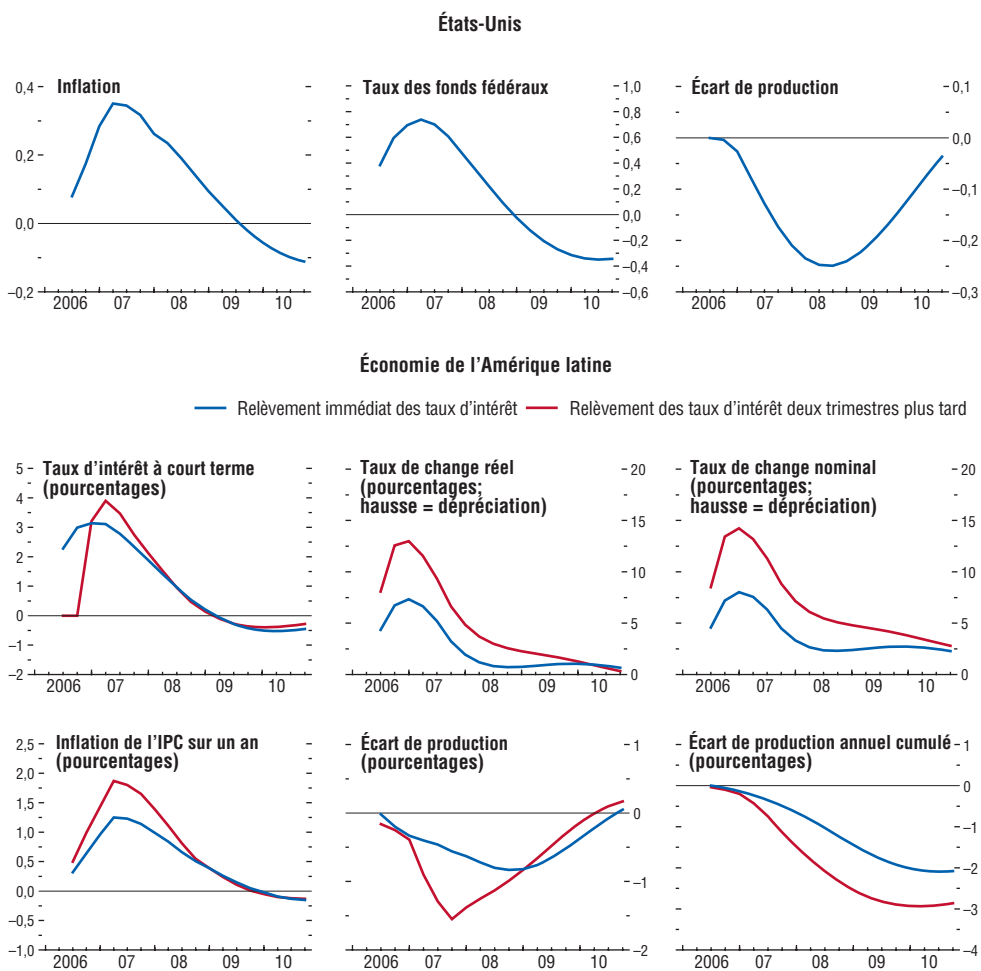 États-Unis
Inflation
0,4
0,2
0,0
–0,2
2006 07 08 09 10
Taux des fonds fédéraux
1,0
0,8
0,6
0,4
0,2
0,0
–0,2
–0,4
–0,6
2006 07 08 09 10
Écart de production
0,1
0,0
–0,1
–0,2
–0,3
2006 07 08 09 10
Économie de l’Amérique latine
Relèvement immédiat des taux d’intérêt
Relèvement des taux d’intérêt deux trimestres plus tard
Taux d’intérêt à court terme
(pourcentages)
5
4
3
2
1
0
–1
–2
2006 07 08 09 10
Taux de change réel
(pourcentages;
hausse = dépréciation)
20
15
10
5
0
2006 07 08 09 10
Taux de change nominal
(pourcentages;
hausse = dépréciation)
20
15
10
5
0
2006 07 08 09 10
Inflation de l’IPC sur un an
(pourcentages)
2,5
2,0
1,5
1,0
0,5
0,0
–0,5
–1,0
2006 07 08 09 10
Écart de production
(pourcentages)
1
0
–1
–2
2006 07 08 09 10
Écart de production annuel cumulé
(pourcentages)
1
0
–1
–2
–3
–4
2006 07 08 09 10